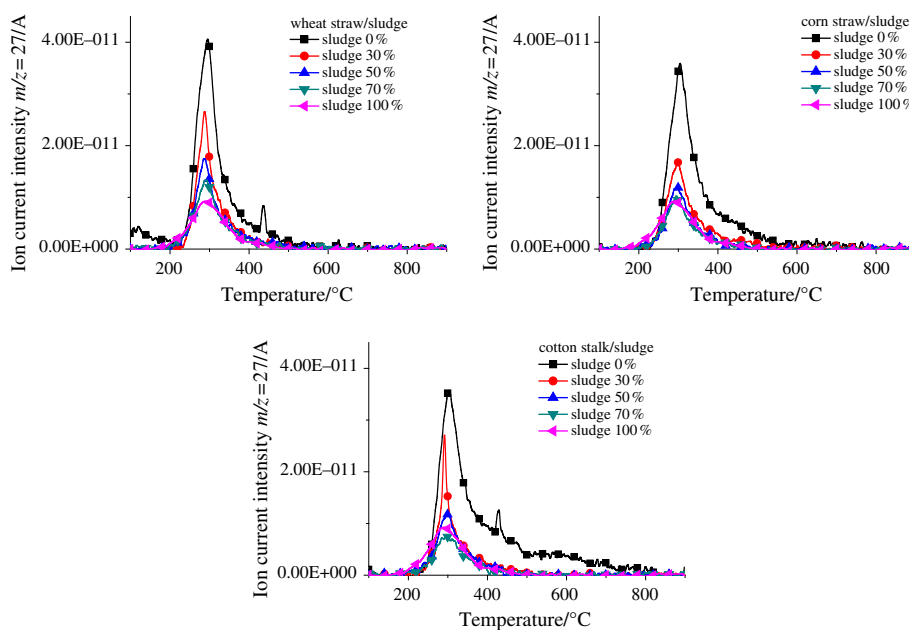 Ion current intensity m/z=27/A
4.00E−011
2.00E−011
0.00E+000
wheat straw/sludge
sludge 0%
sludge 30%
sludge 50%
sludge 70%
sludge 100%
200
400
600
800
Temperature/°C
Ion current intensity m/z=27/A
4.00E−011
2.00E−011
0.00E+000
corn straw/sludge
sludge 0%
sludge 30%
sludge 50%
sludge 70%
sludge 100%
200
400
600
800
Temperature/°C
Ion current intensity m/z=27/A
4.00E−011
2.00E−011
0.00E+000
cotton stalk/sludge
sludge 0%
sludge 30%
sludge 50%
sludge 70%
sludge 100%
200
400
600
800
Temperature/°C